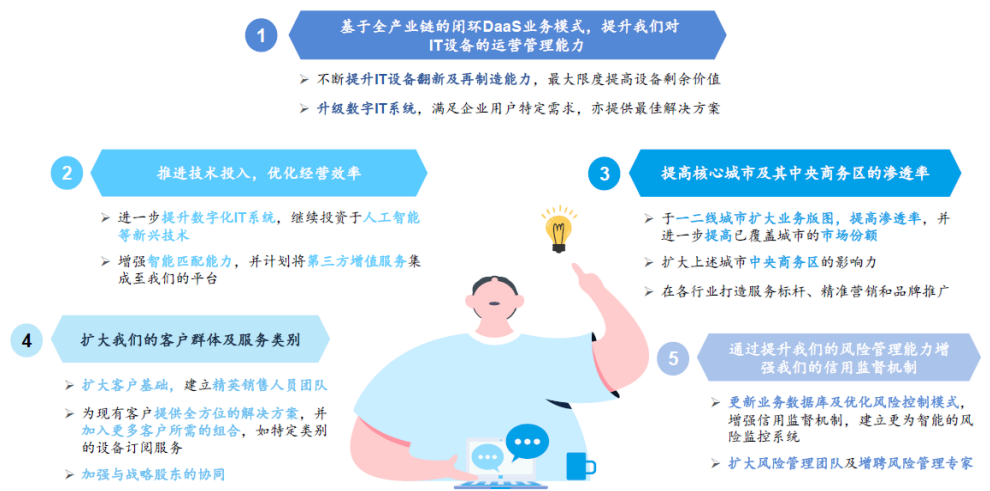 1
基于全产业链的闭环DaaS业务模式，提升我们对
IT设备的运营管理能力
➢ 不断提升IT设备翻新及再制造能力，最大限度提高设备剩余价值
➢ 升级数字IT系统，满足企业用户特定需求，亦提供最佳解决方案
2
推进技术投入，优化经营效率
➢ 进一步提升数字化IT系统，继续投资于人工智能
等新兴技术
➢ 增强智能匹配能力，并计划将第三方增值服务集
成至我们的平台
3
提高核心城市及其中央商务区的渗透率
➢ 于一二线城市扩大业务版图，提高渗透率，并
进一步提高已覆盖城市的市场份额
➢ 扩大上述城市中央商务区的影响力
➢ 在各行业打造服务标杆、精准营销和品牌推广
4
扩大我们的客户群体及服务类别
➢ 扩大客户基础，建立精英销售人员团队
➢ 为现有客户提供全方位的解决方案，并
加入更多客户所需的组合，如特定类别
的设备订阅服务
➢ 加强与战略股东的协同
5
通过提升我们的风险管理能力增
强我们的信用监督机制
➢ 更新业务数据库及优化风险控制模式，
增强信用监督机制，建立更为智能的风
险监控系统
➢ 扩大风险管理团队及增聘风险管理专家